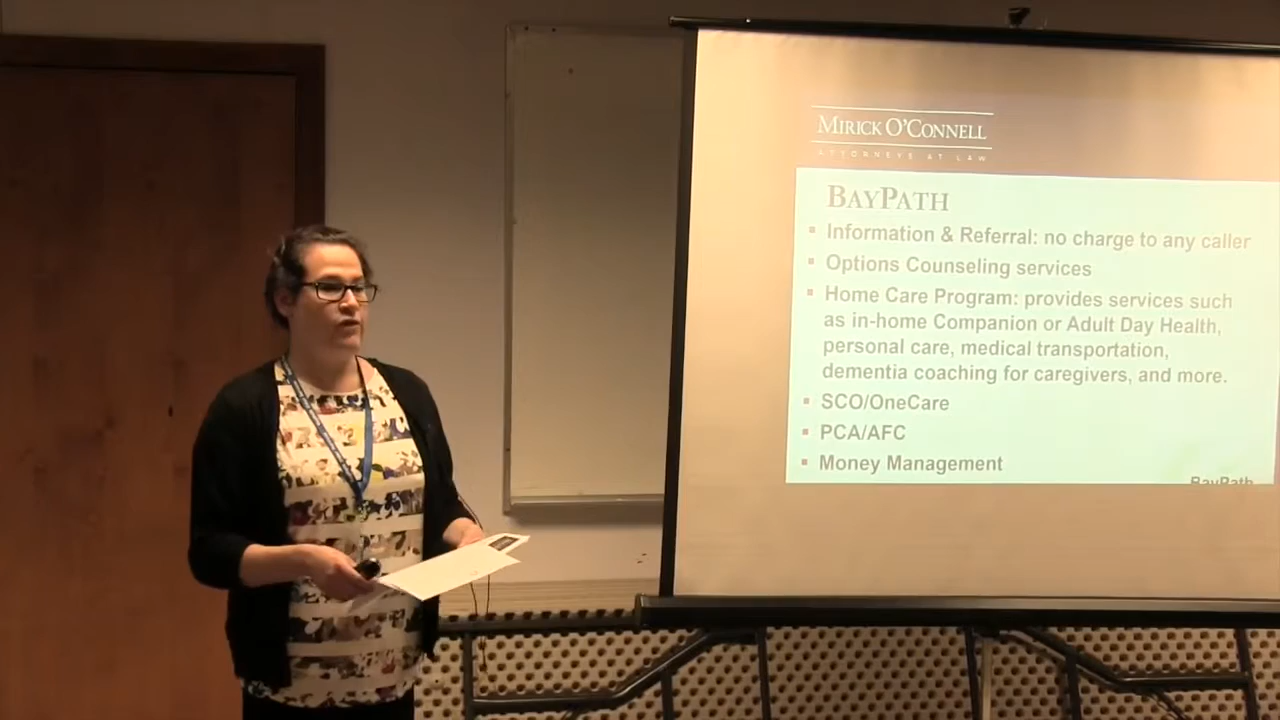 MIRICK O'CONNELL
ATTORNEYS AT LAW
BAYPATH
▪ Information & Referral: no charge to any caller
▪ Options Counseling services
▪ Home Care Program: provides services such
as in-home Companion or Adult Day Health,
personal care, medical transportation,
dementia coaching for caregivers, and more.
▪ SCO/OneCare
▪ PCA/AFC
▪ Money Management
BayPath